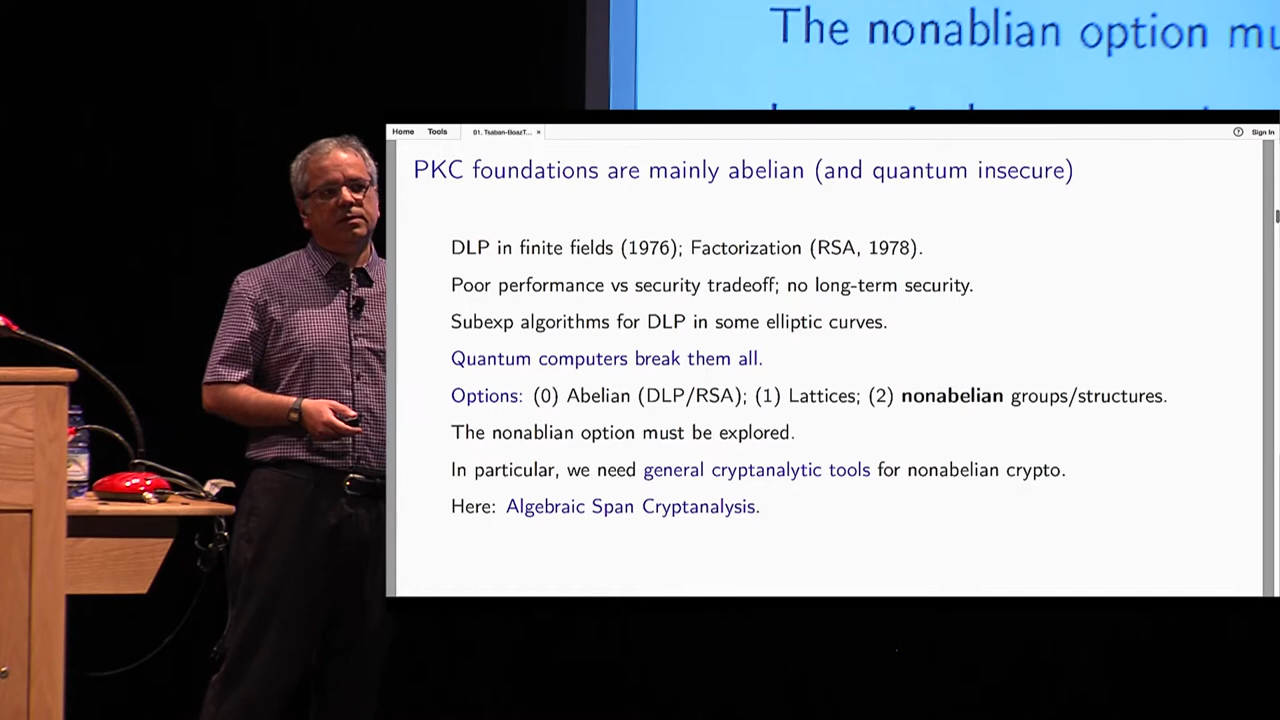 The nonablian option mu
Home Tools 01. Tsaban-BoazT... × ? Sign In
PKC foundations are mainly abelian (and quantum insecure)
DLP in finite fields (1976); Factorization (RSA, 1978).
Poor performance vs security tradeoff; no long-term security.
Subexp algorithms for DLP in some elliptic curves.
Quantum computers break them all.
Options: (0) Abelian (DLP/RSA); (1) Lattices; (2) nonabelian groups/structures.
The nonablian option must be explored.
In particular, we need general cryptanalytic tools for nonabelian crypto.
Here: Algebraic Span Cryptanalysis.